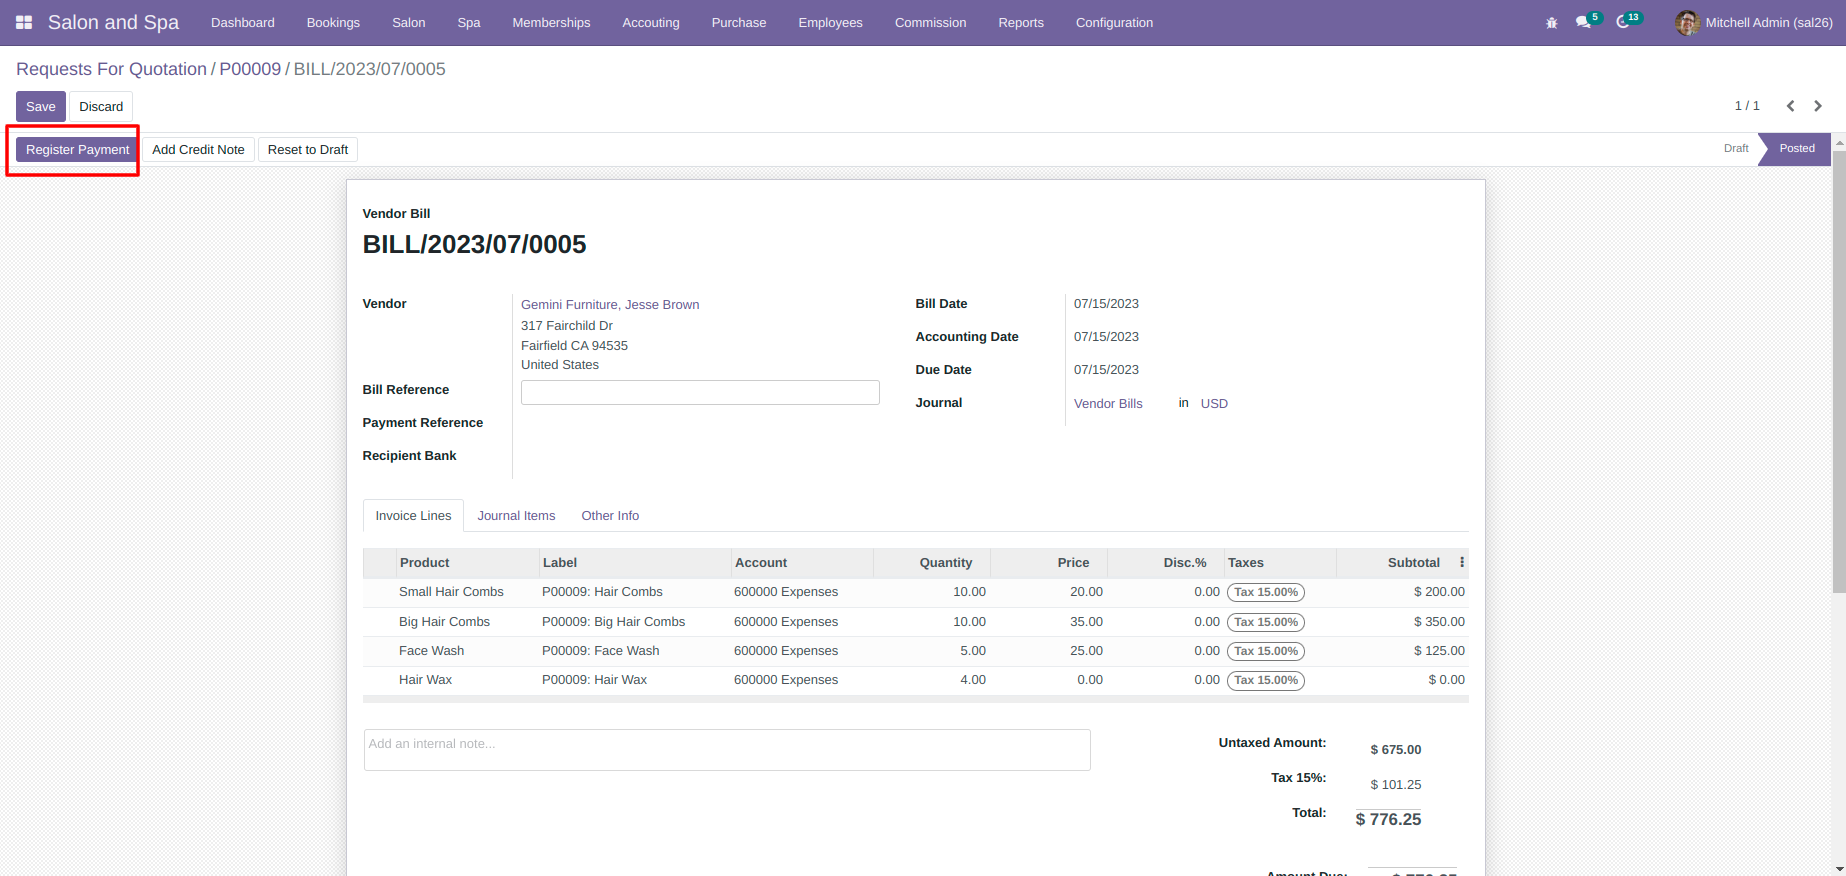 Salon and Spa Dashboard Bookings Salon Spa Memberships Accouting Purchase Employees Commission Reports Configuration 5 13 Mitchell Admin (sal26)
Requests For Quotation / P00009 / BILL/2023/07/0005
Save Discard 1 / 1
Register Payment Add Credit Note Reset to Draft Draft Posted
Vendor Bill
BILL/2023/07/0005
Vendor Gemini Furniture, Jesse Brown Bill Date 07/15/2023
317 Fairchild Dr
Fairfield CA 94535 Accounting Date 07/15/2023
United States Due Date 07/15/2023
Bill Reference Journal Vendor Bills in USD
Payment Reference
Recipient Bank
Invoice Lines Journal Items Other Info
Product Label Account Quantity Price Disc.% Taxes Subtotal
Small Hair Combs P00009: Hair Combs 600000 Expenses 10.00 20.00 0.00 Tax 15.00% $ 200.00
Big Hair Combs P00009: Big Hair Combs 600000 Expenses 10.00 35.00 0.00 Tax 15.00% $ 350.00
Face Wash P00009: Face Wash 600000 Expenses 5.00 25.00 0.00 Tax 15.00% $ 125.00
Hair Wax P00009: Hair Wax 600000 Expenses 4.00 0.00 0.00 Tax 15.00% $ 0.00
Add an internal note... Untaxed Amount: $ 675.00
Tax 15%: $ 101.25
Total: $ 776.25
Amount Due: